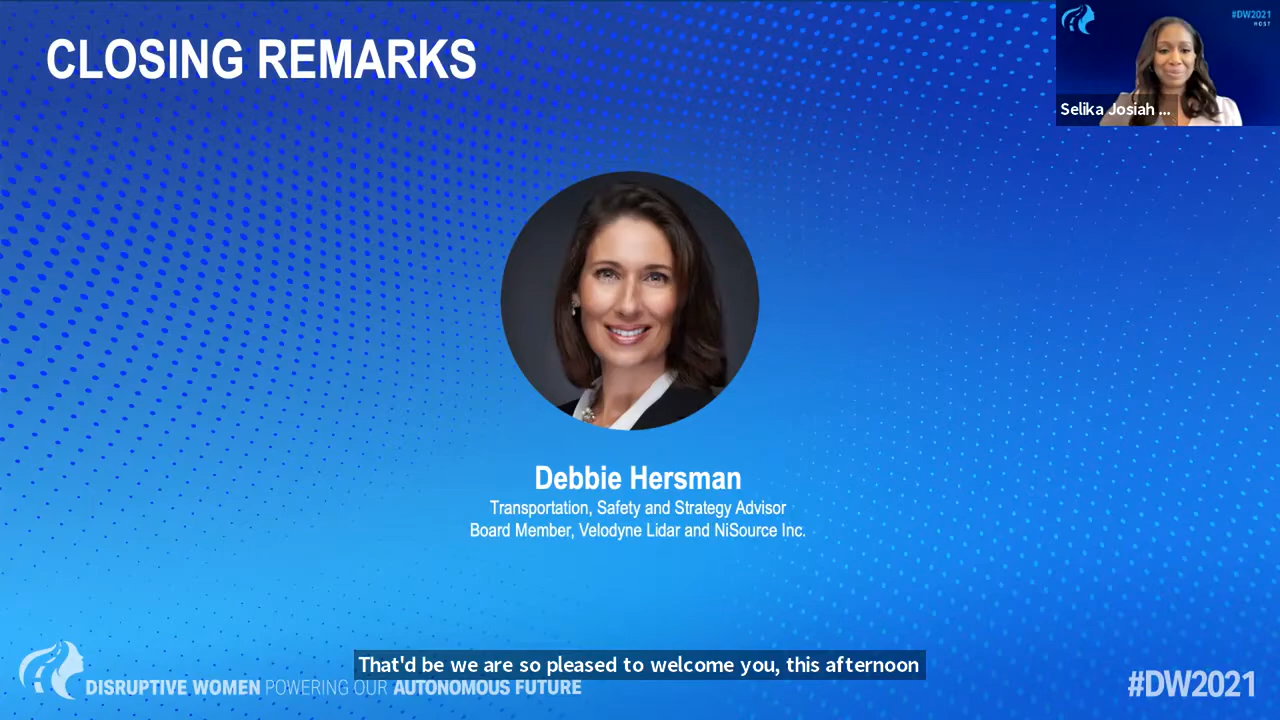 CLOSING REMARKS
#DW2021
HOST
Selika Josiah ...
Debbie Hersman
Transportation, Safety and Strategy Advisor
Board Member, Velodyne Lidar and NiSource Inc.
That'd be we are so pleased to welcome you, this afternoon
DISRUPTIVE WOMEN POWERING OUR AUTONOMOUS FUTURE
#DW2021